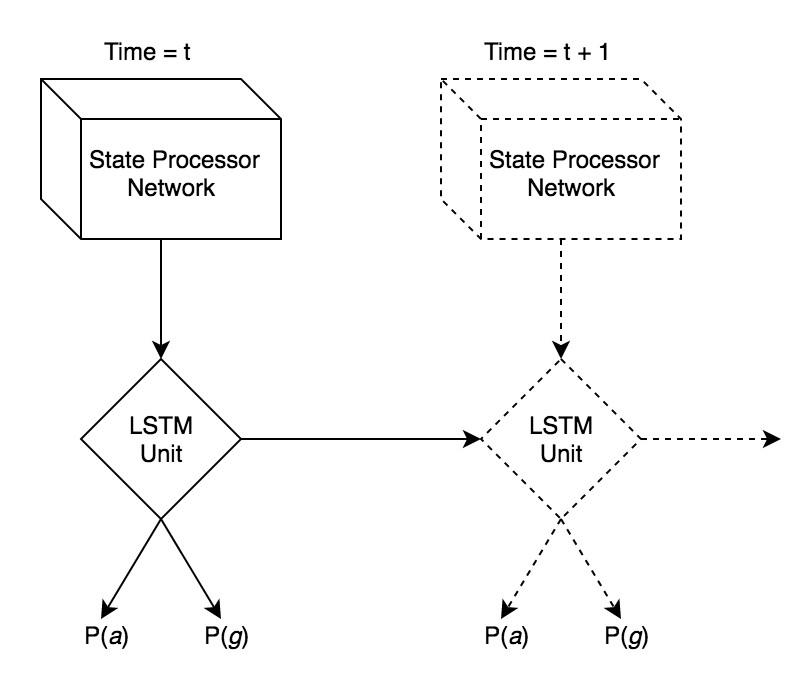 Time = t
Time = t + 1
State Processor
Network
State Processor
Network
LSTM
Unit
LSTM
Unit
P(a)
P(g)
P(a)
P(g)